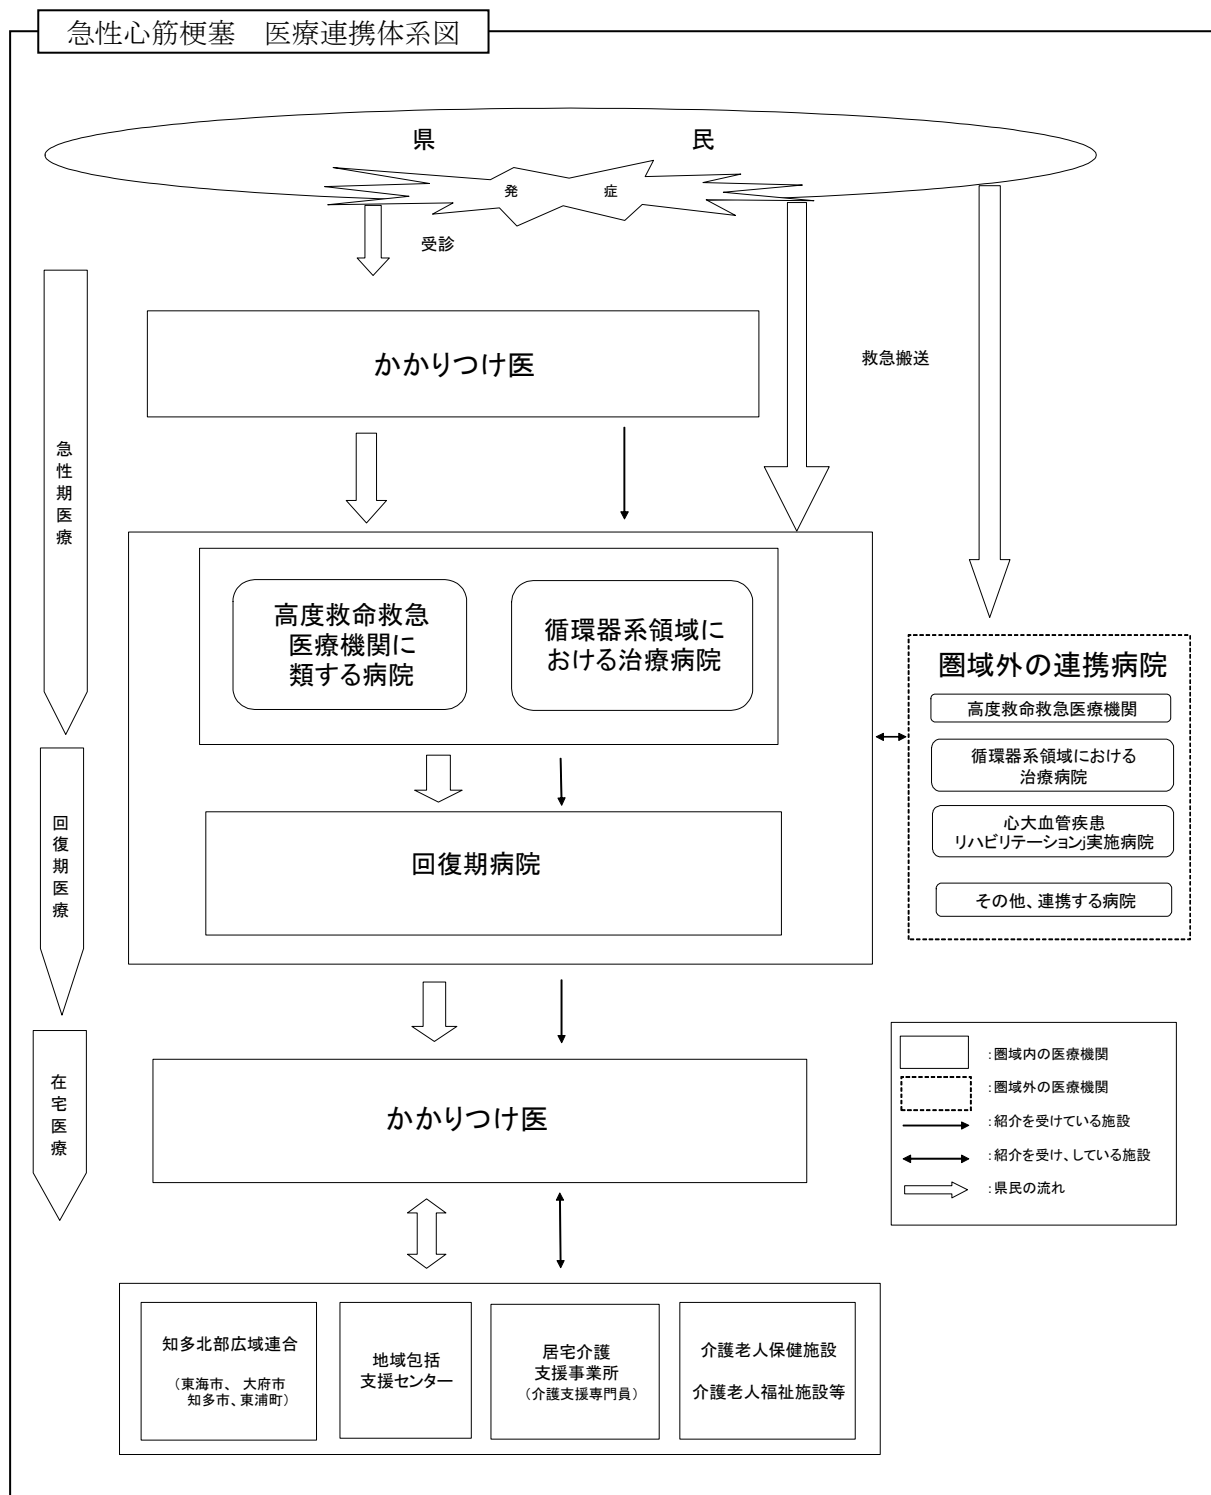 急性心筋梗塞　医療連携体系図
県　民
発　症
受診
救急搬送
かかりつけ医
急性期医療
高度救命救急
医療機関に
類する病院
循環器系領域に
おける治療病院
圏域外の連携病院
高度救命救急医療機関
循環器系領域における
治療病院
心大血管疾患
リハビリテーションj実施病院
その他、連携する病院
回復期医療
回復期病院
在宅医療
かかりつけ医
：圏域内の医療機関
：圏域外の医療機関
：紹介を受けている施設
：紹介を受け、している施設
：県民の流れ
知多北部広域連合
（東海市、 大府市
知多市、東浦町）
地域包括
支援センター
居宅介護
支援事業所
（介護支援専門員）
介護老人保健施設
介護老人福祉施設等